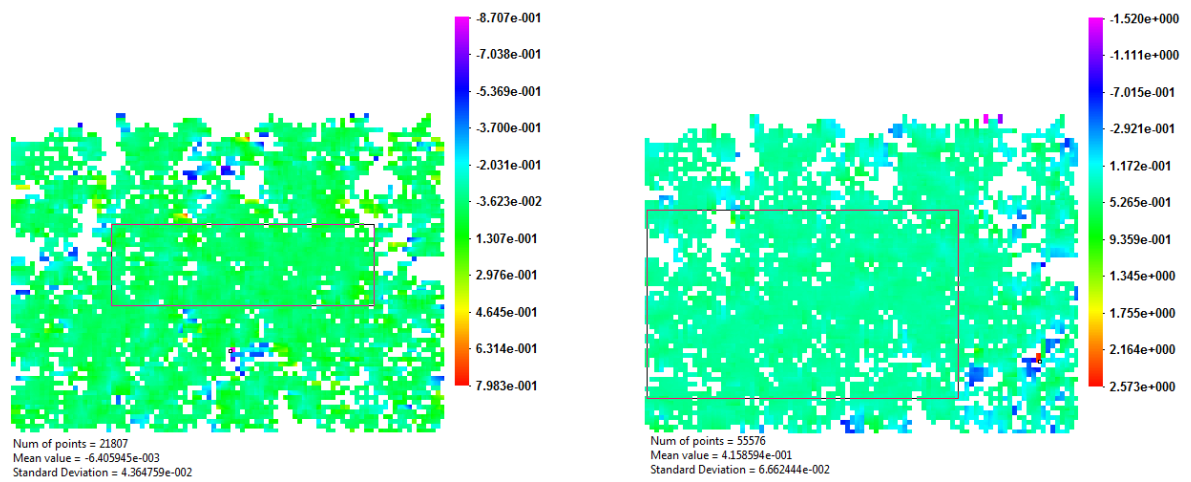 -8.707e-001
-7.038e-001
-5.369e-001
-3.700e-001
-2.031e-001
-3.623e-002
1.307e-001
2.976e-001
4.645e-001
6.314e-001
7.983e-001
Num of points = 21807
Mean value = -6.405945e-003
Standard Deviation = 4.364759e-002
-1.520e+000
-1.111e+000
-7.015e-001
-2.921e-001
1.172e-001
5.265e-001
9.359e-001
1.345e+000
1.755e+000
2.164e+000
2.573e+000
Num of points = 55576
Mean value = 4.158594e-001
Standard Deviation = 6.662444e-002